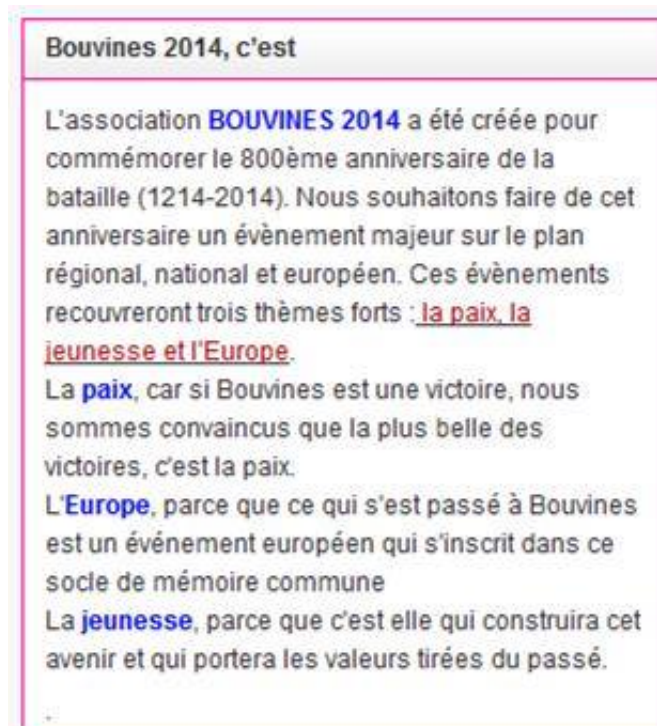 Bouvines 2014, c'est
L'association BOUVINES 2014 a été créée pour
commémorer le 800ème anniversaire de la
bataille (1214-2014). Nous souhaitons faire de cet
anniversaire un évènement majeur sur le plan
régional, national et européen. Ces évènements
recouvreront trois thèmes forts : la paix, la
jeunesse et l'Europe.
La paix, car si Bouvines est une victoire, nous
sommes convaincus que la plus belle des
victoires, c'est la paix.
L'Europe, parce que ce qui s'est passé à Bouvines
est un événement européen qui s'inscrit dans ce
socle de mémoire commune
La jeunesse, parce que c'est elle qui construira cet
avenir et qui portera les valeurs tirées du passé.
.